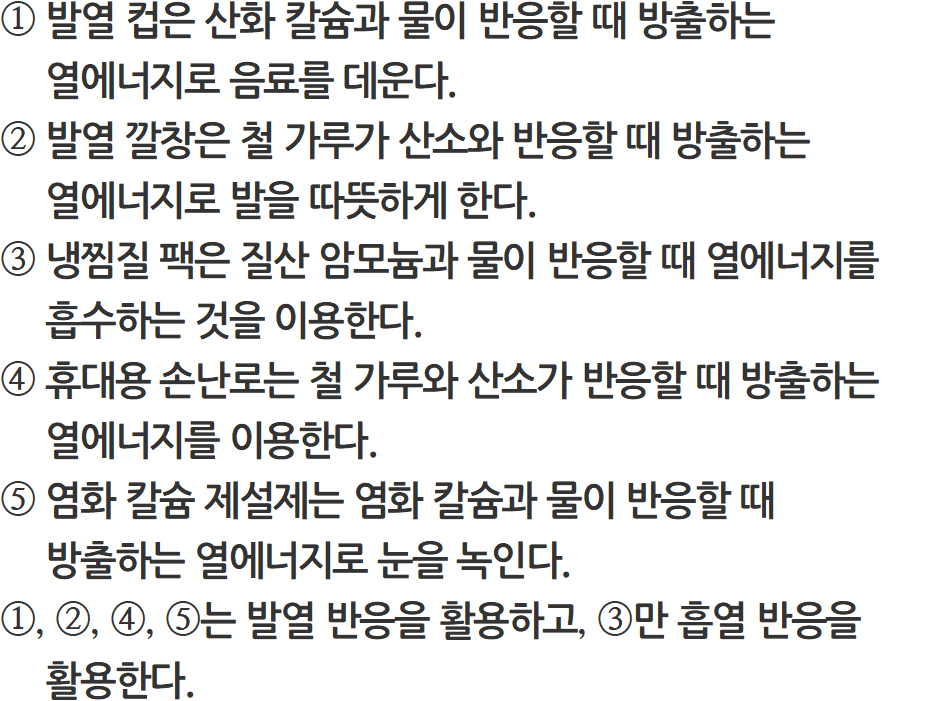 ① 발열 컵은 산화 칼슘과 물이 반응할 때 방출하는
열에너지로 음료를 데운다.
② 발열 깔창은 철 가루가 산소와 반응할 때 방출하는
열에너지로 발을 따뜻하게 한다.
③ 냉찜질 팩은 질산 암모늄과 물이 반응할 때 열에너지를
흡수하는 것을 이용한다.
④ 휴대용 손난로는 철 가루와 산소가 반응할 때 방출하는
열에너지를 이용한다.
⑤ 염화 칼슘 제설제는 염화 칼슘과 물이 반응할 때
방출하는 열에너지로 눈을 녹인다.
①, ②, ④, ⑤는 발열 반응을 활용하고, ③만 흡열 반응을
활용한다.